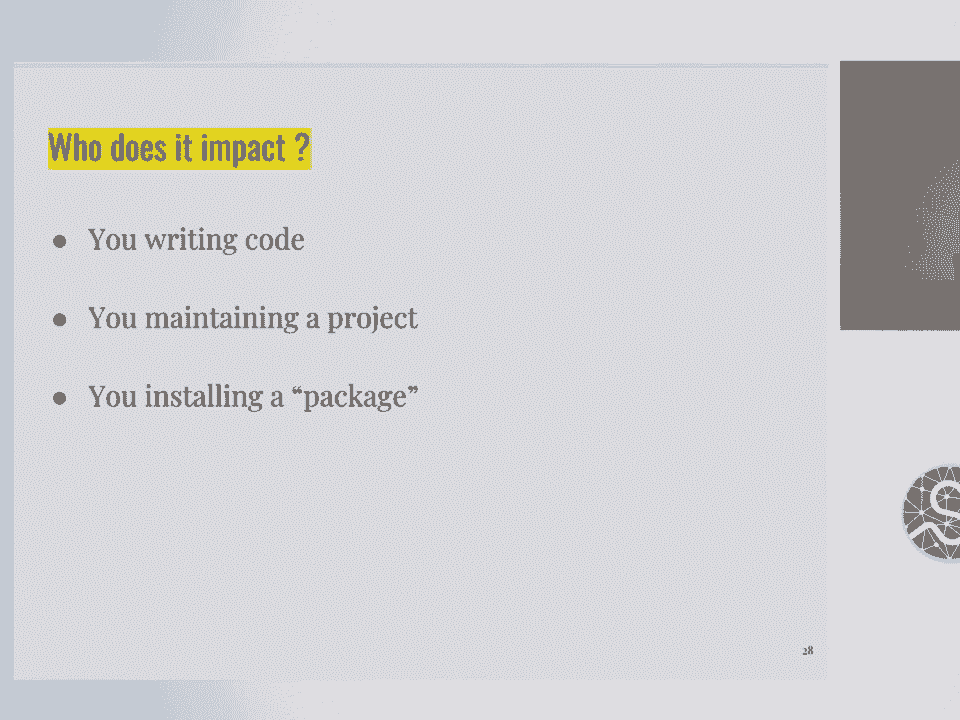 Who does it impact ?
● You writing code
● You maintaining a project
● You installing a “package”
28